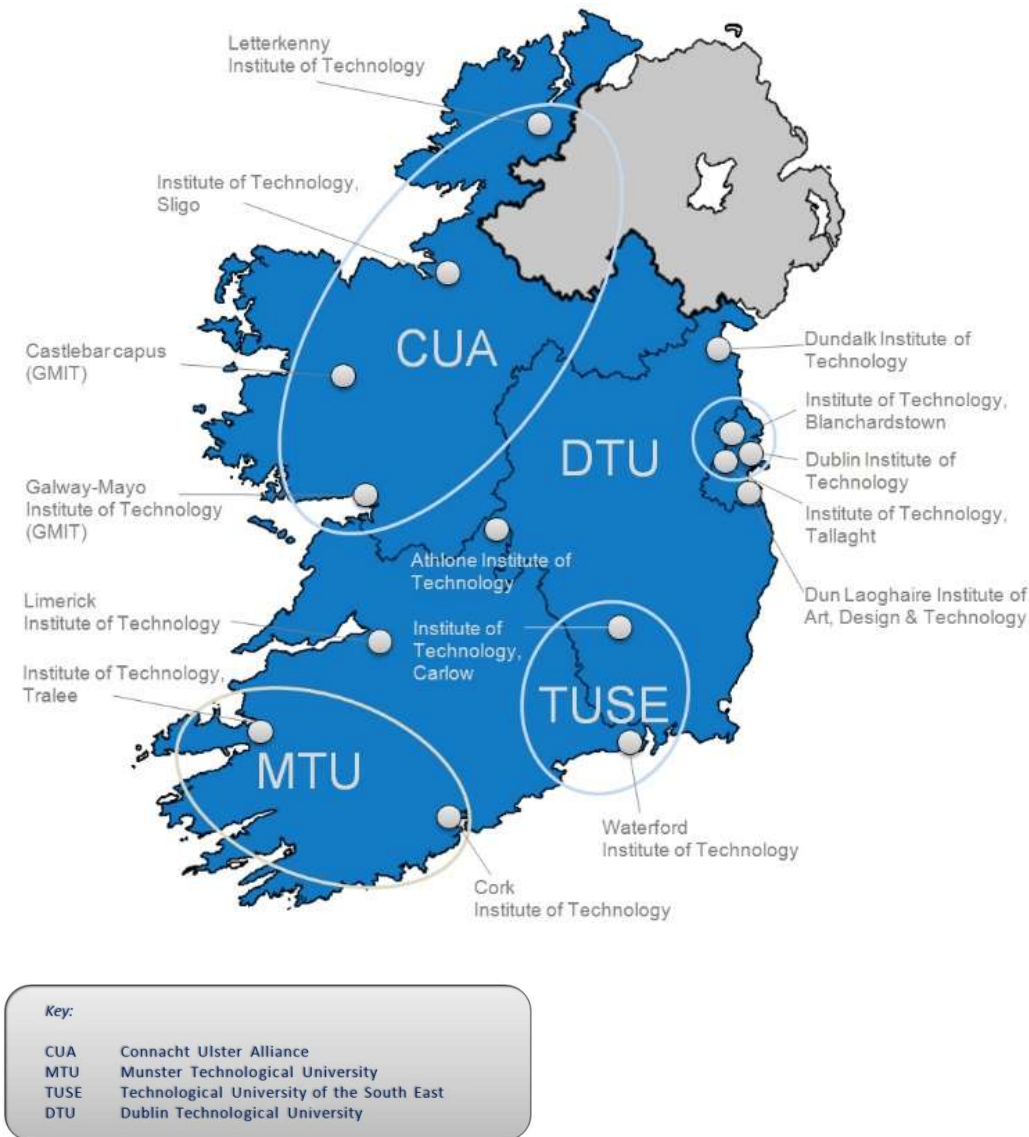 Letterkenny
Institute of Technology
Institute of Technology,
Sligo
CUA
Castlebar capus
(GMIT)
Dundalk Institute of
Technology
Institute of Technology,
Blanchardstown
DTU
Dublin Institute of
Technology
Galway-Mayo
Institute of Technology
(GMIT)
Institute of Technology,
Tallaght
Athlone Institute of
Technology
Dun Laoghaire Institute of
Art, Design & Technology
Limerick
Institute of Technology
Institute of
Technology,
Carlow
Institute of Technology,
Tralee
TUSE
MTU
Waterford
Institute of Technology
Cork
Institute of Technology
Key:
CUA Connacht Ulster Alliance
MTU Munster Technological University
TUSE Technological University of the South East
DTU Dublin Technological University